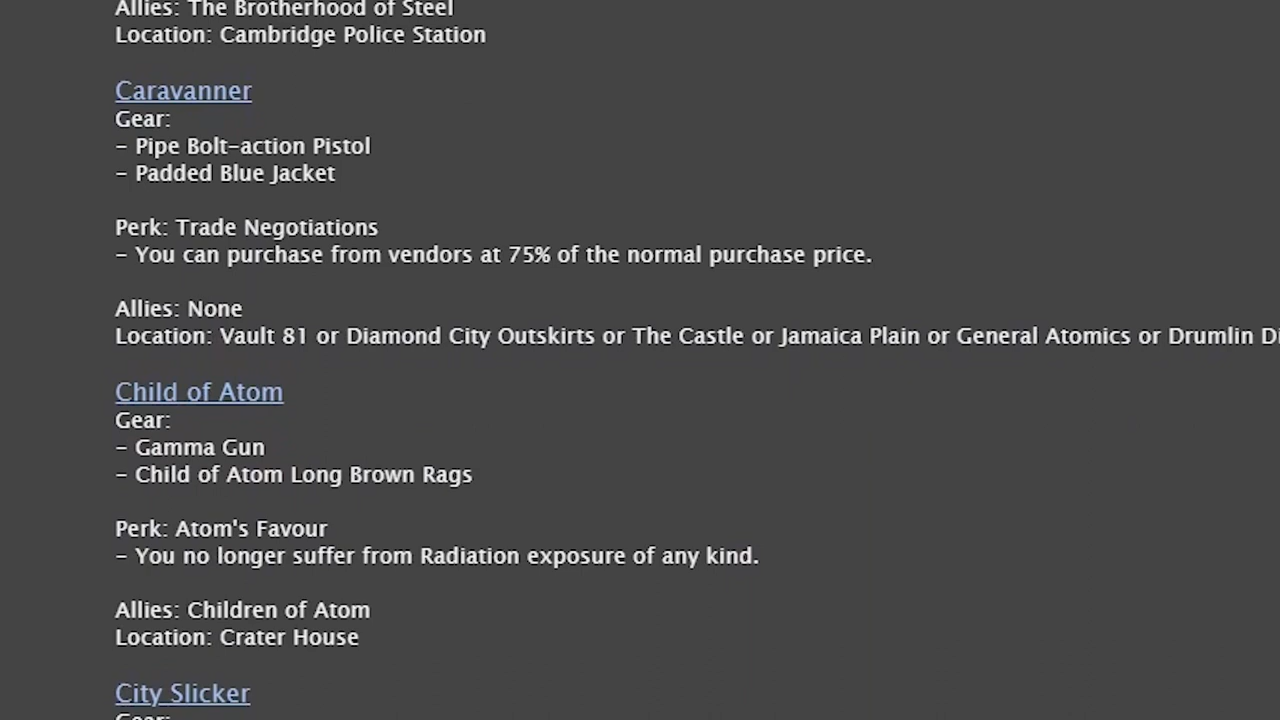 Allies: The Brotherhood of Steel
Location: Cambridge Police Station
Caravanner
Gear:
- Pipe Bolt-action Pistol
- Padded Blue Jacket
Perk: Trade Negotiations
- You can purchase from vendors at 75% of the normal purchase price.
Allies: None
Location: Vault 81 or Diamond City Outskirts or The Castle or Jamaica Plain or General Atomics or Drumlin
Child of Atom
Gear:
- Gamma Gun
- Child of Atom Long Brown Rags
Perk: Atom's Favour
- You no longer suffer from Radiation exposure of any kind.
Allies: Children of Atom
Location: Crater House
City Slicker
Gear: